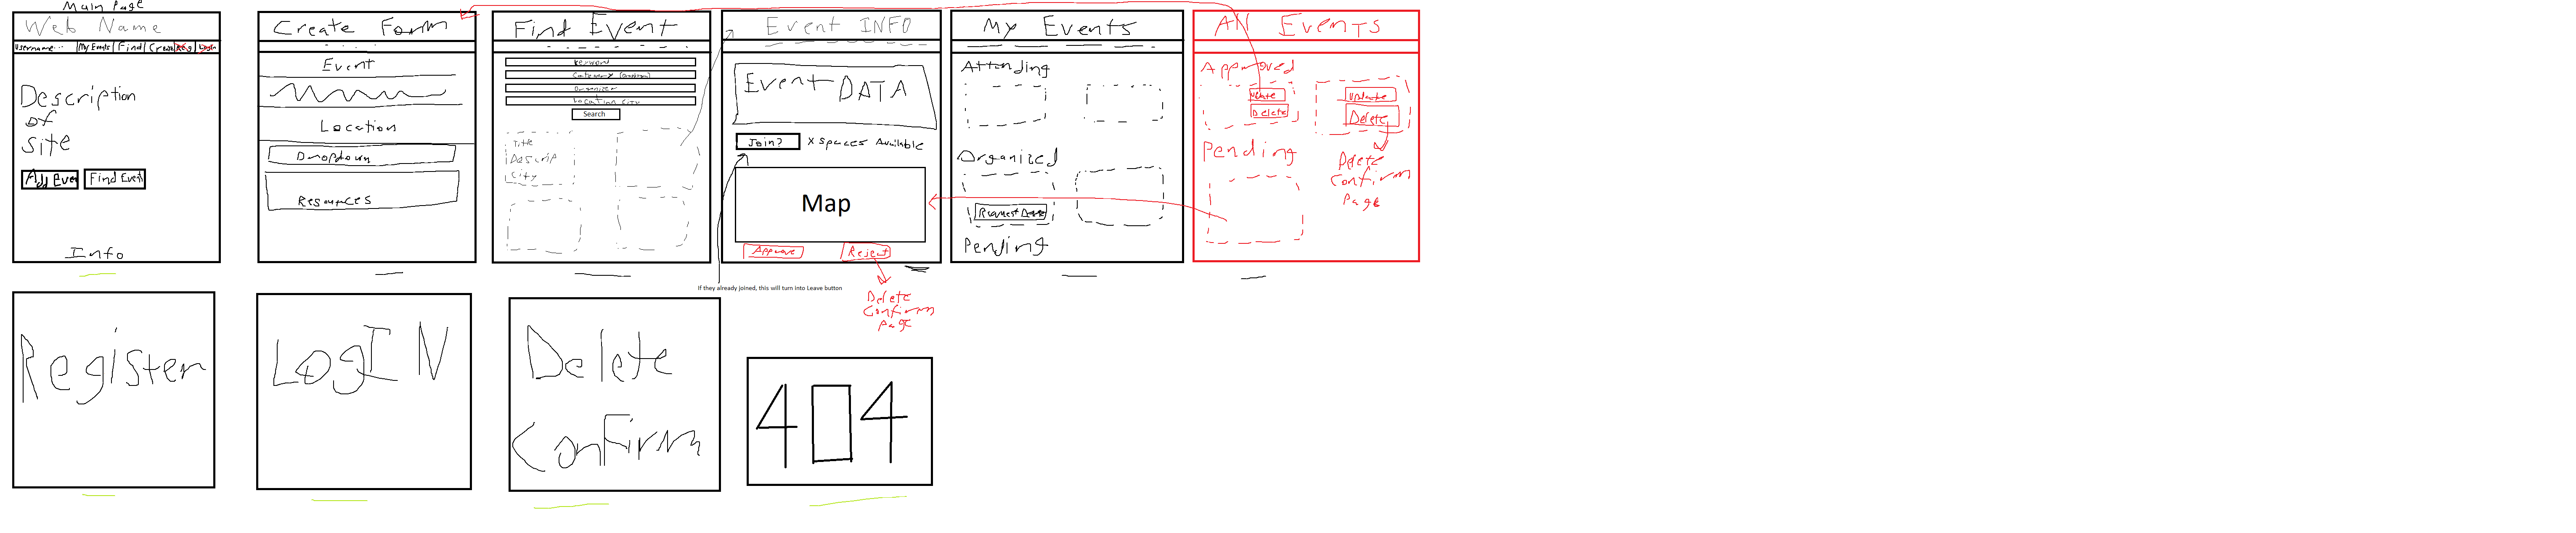 Main Page
Web Name
Username... | My Events | Find | Create | Reg | Login
Description
of
site
Add Even
Find Event
Info
Create Form
Event
Location
Dropdown
Resources
Find Event
Keyword
Organizer
Location City
Search
Title
Descrip
City
Event INFO
Event DATA
Join?
X Spaces Available
Map
Approve
Reject
If they already joined, this will turn into Leave button
Delete
Confirm
Page
My Events
Attending
Organized
Request Date
Pending
All Events
Approved
Update
Delete
Update
Delete
Pending
Delete
Confirm
Page
Register
LogIN
Delete
Confirm
404